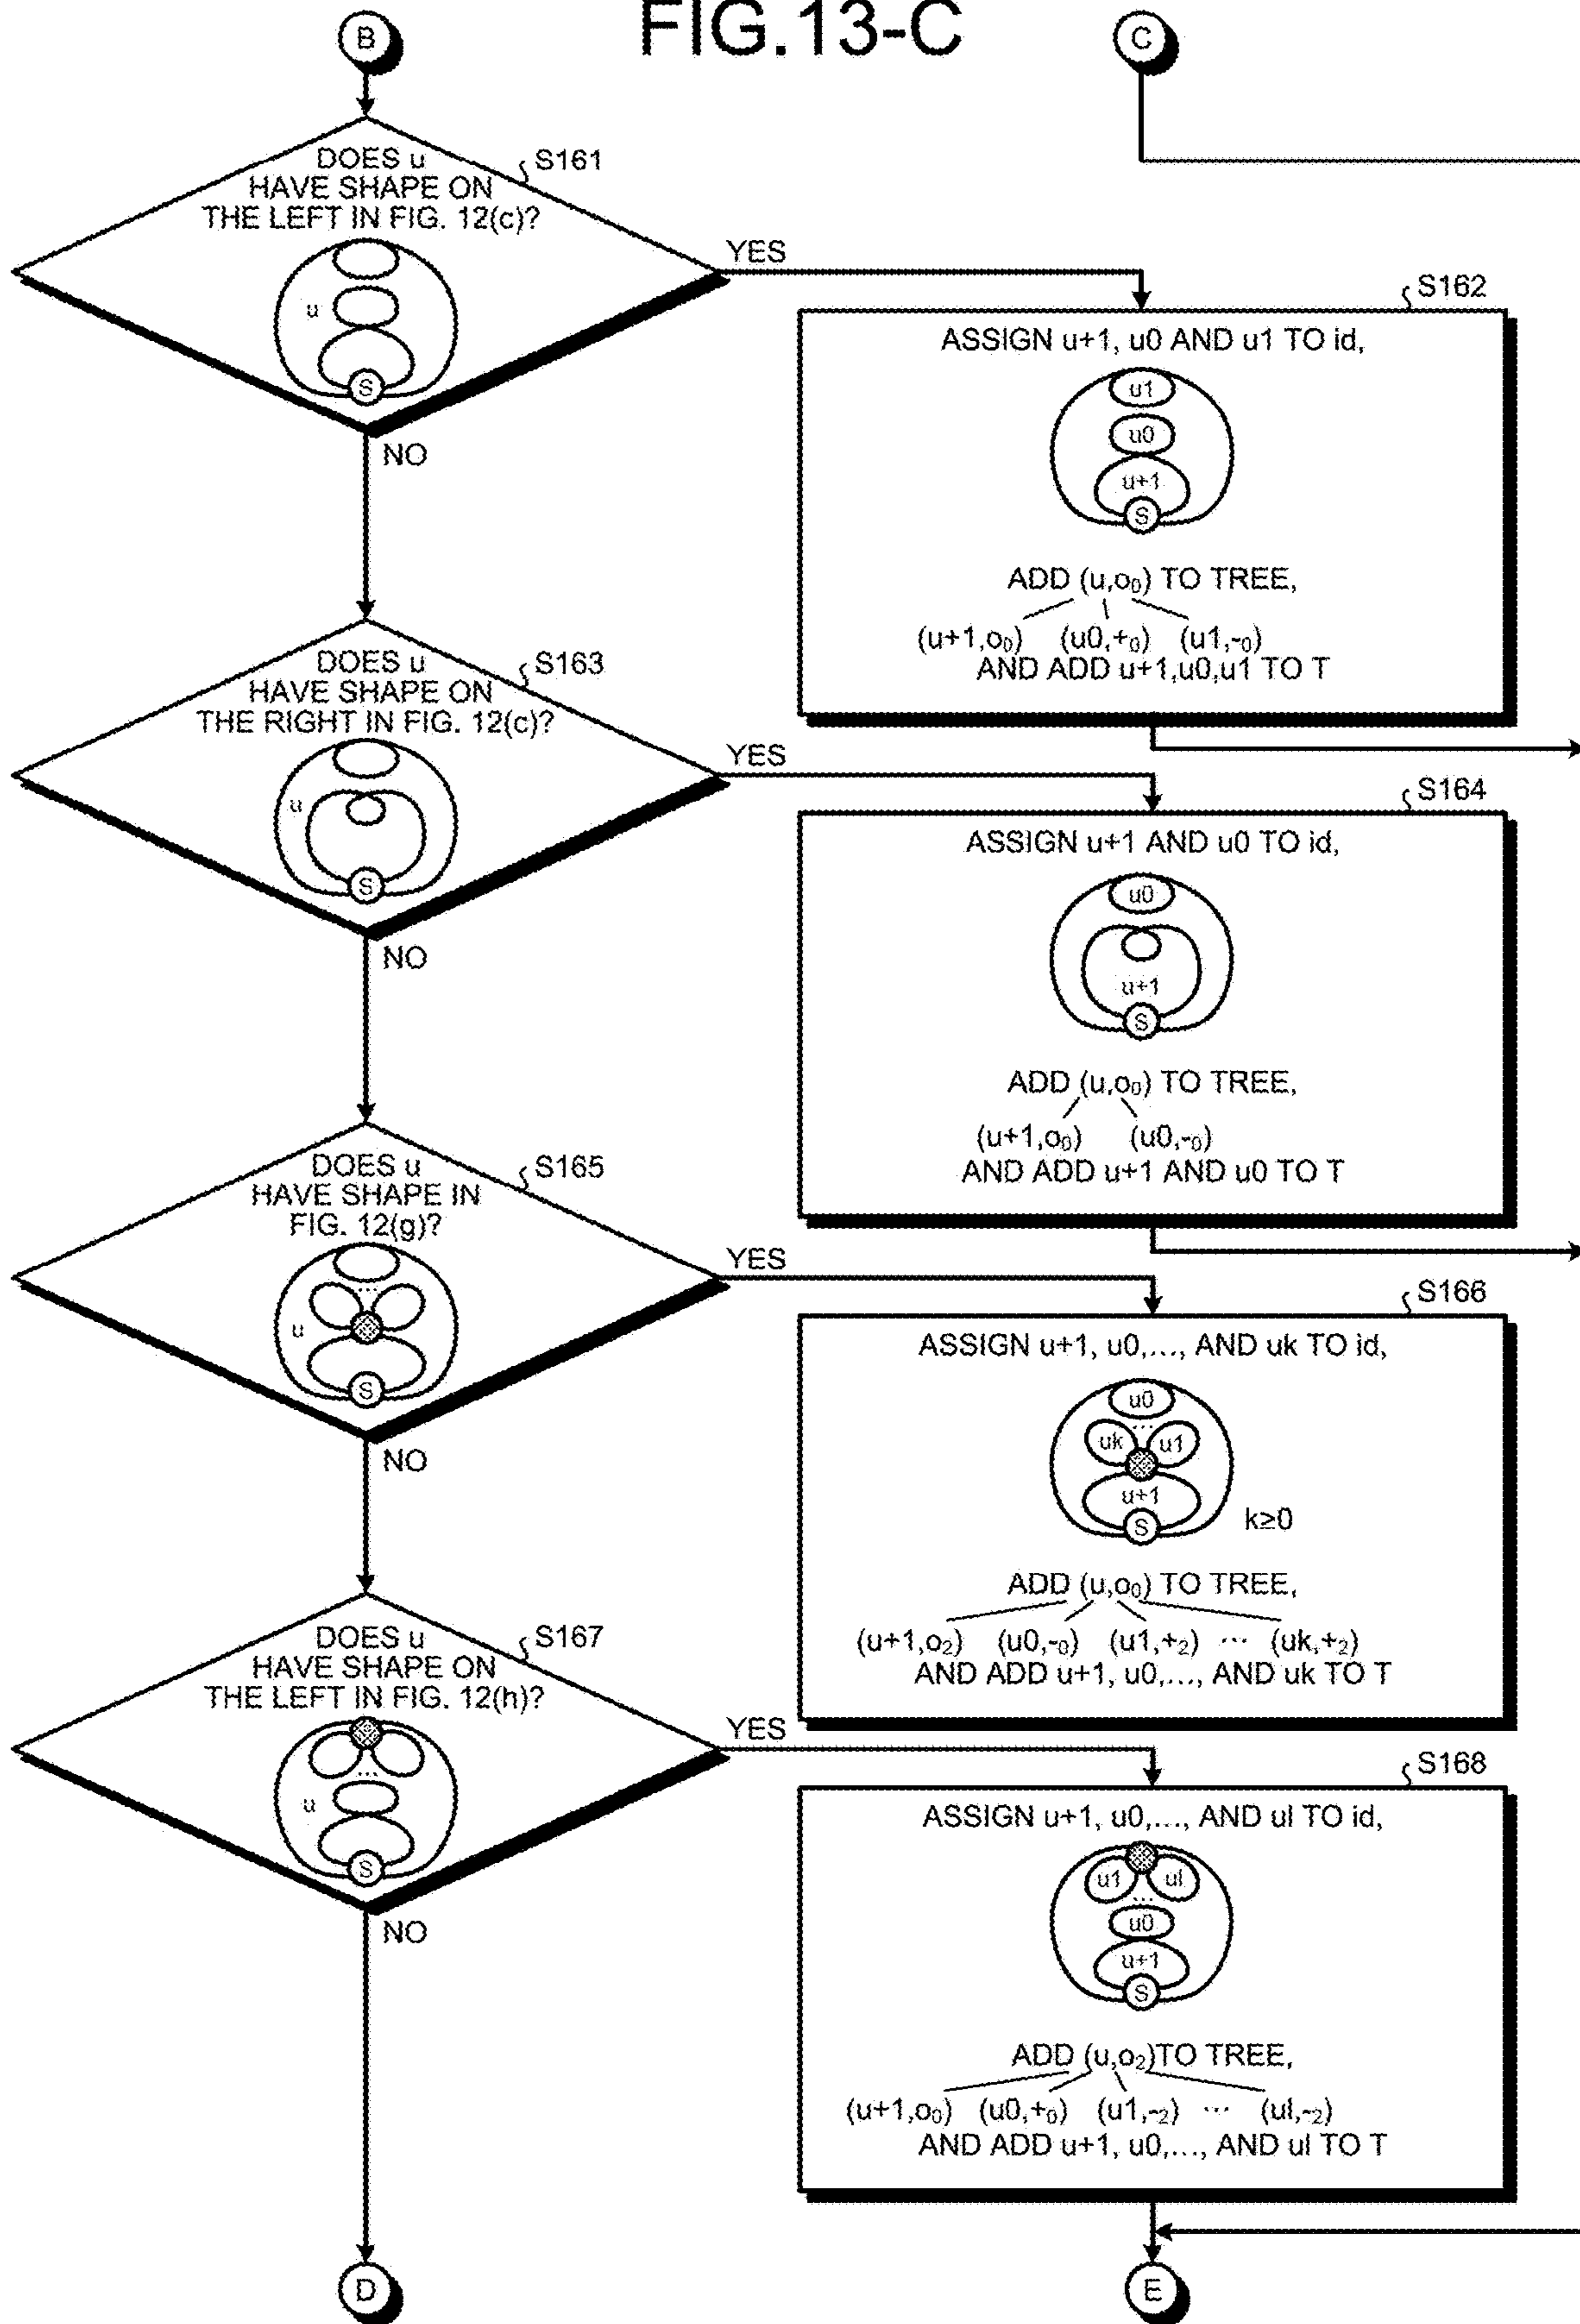 FIG.13-C
B
C
DOES u
HAVE SHAPE ON
THE LEFT IN FIG. 12(c)?
S161
u
S
YES
NO
S162
ASSIGN u+1, u0 AND u1 TO id,
u1
u0
u+1
S
ADD (u,o₀) TO TREE,
(u+1,o₀) (u0,+₀) (u1,-₀)
AND ADD u+1,u0,u1 TO T
DOES u
HAVE SHAPE ON
THE RIGHT IN FIG. 12(c)?
S163
u
S
YES
NO
S164
ASSIGN u+1 AND u0 TO id,
u0
u+1
S
ADD (u,o₀) TO TREE,
(u+1,o₀) (u0,-₀)
AND ADD u+1 AND u0 TO T
DOES u
HAVE SHAPE IN
FIG. 12(g)?
S165
...
u
S
YES
NO
S166
ASSIGN u+1, u0,..., AND uk TO id,
u0
...
uk u1
u+1
S
k≥0
ADD (u,o₀) TO TREE,
(u+1,o₂) (u0,-₀) (u1,+₂) ... (uk,+₂)
AND ADD u+1, u0,..., AND uk TO T
DOES u
HAVE SHAPE ON
THE LEFT IN FIG. 12(h)?
S167
...
u
S
YES
NO
S168
ASSIGN u+1, u0,..., AND ul TO id,
u1 ul
...
u0
u+1
S
ADD (u,o₂)TO TREE,
(u+1,o₀) (u0,+₀) (u1,-₂) ... (ul,-₂)
AND ADD u+1, u0,..., AND ul TO T
D
E